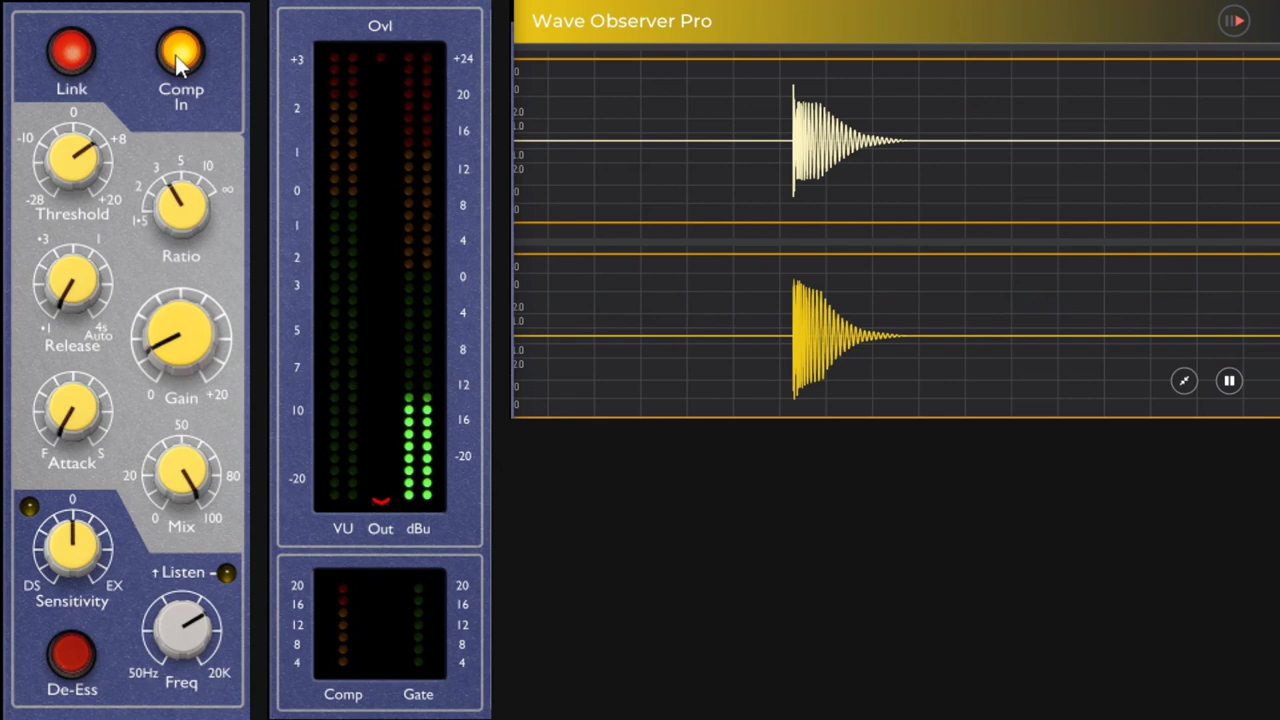 Link
Comp
In
0
-10
+8
-28
+20
Threshold
5
3
10
2
∞
1•5
Ratio
•3
1
•1
4s
Auto
Release
0
Gain
+20
F
S
Attack
50
20
80
0
100
Mix
0
DS
EX
Sensitivity
↑Listen
50Hz
20K
Freq
De-Ess
Ovl
+3
+24
2
20
16
1
12
0
8
1
4
2
0
3
4
5
8
7
12
10
16
-20
-20
VU
Out
dBu
20
20
16
16
12
12
8
8
4
4
Comp
Gate
Wave Observer Pro